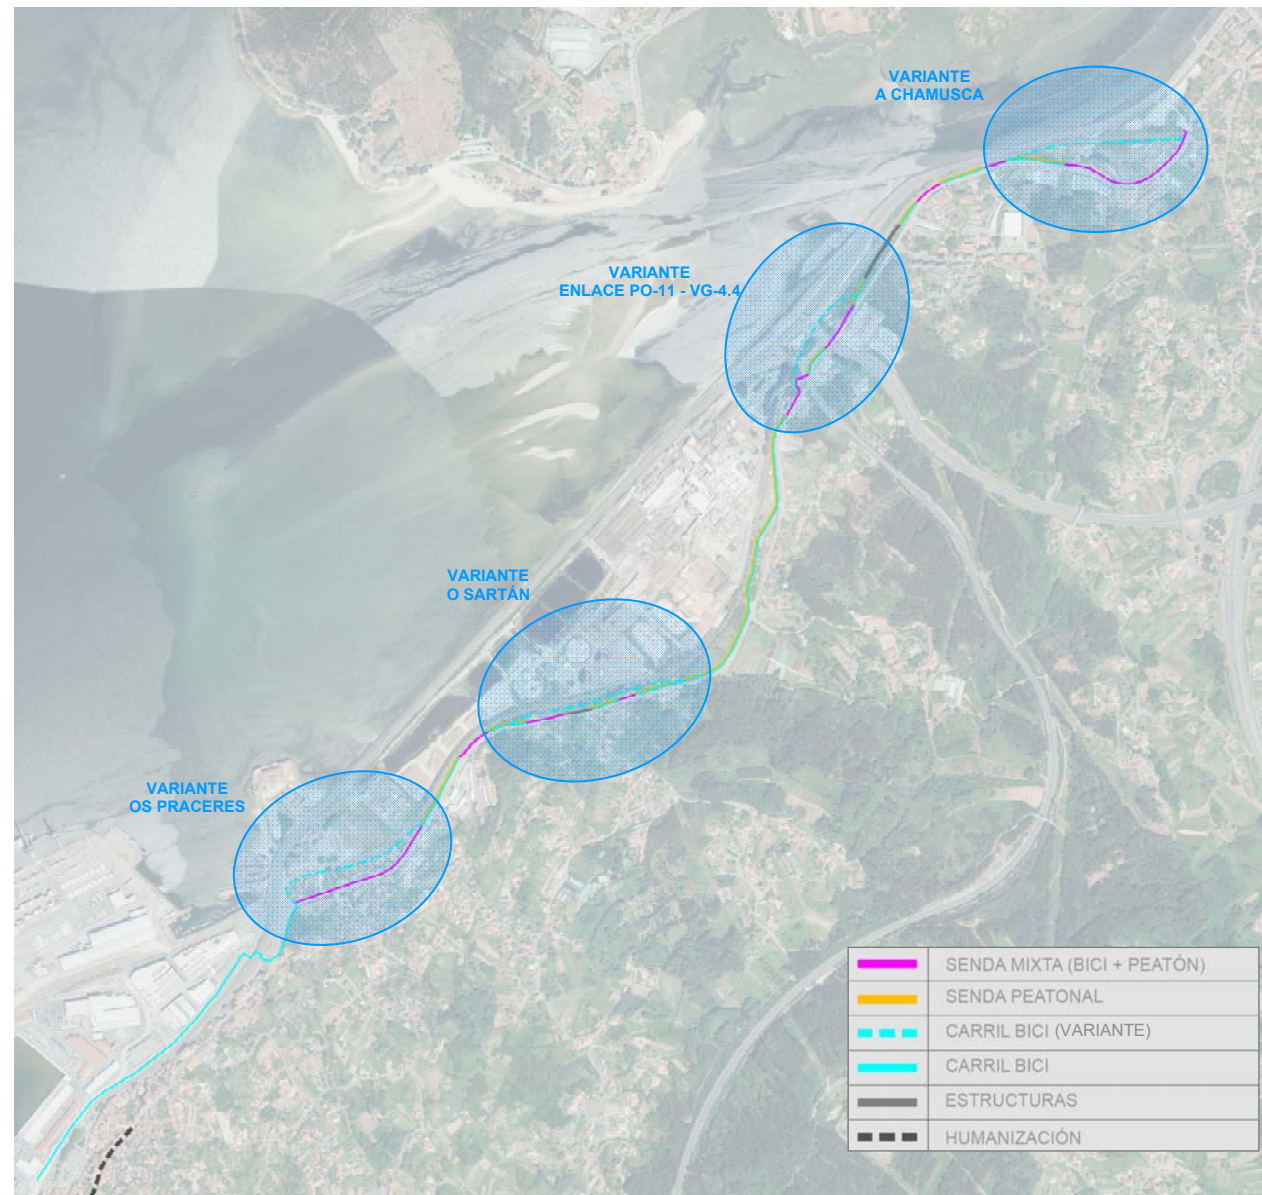 VARIANTE
A CHAMUSCA
VARIANTE
ENLACE PO-11 - VG-4.4
VARIANTE
O SARTÁN
VARIANTE
OS PRACERES
SENDA MIXTA (BICI + PEATÓN)
SENDA PEATONAL
CARRIL BICI (VARIANTE)
CARRIL BICI
ESTRUCTURAS
HUMANIZACIÓN